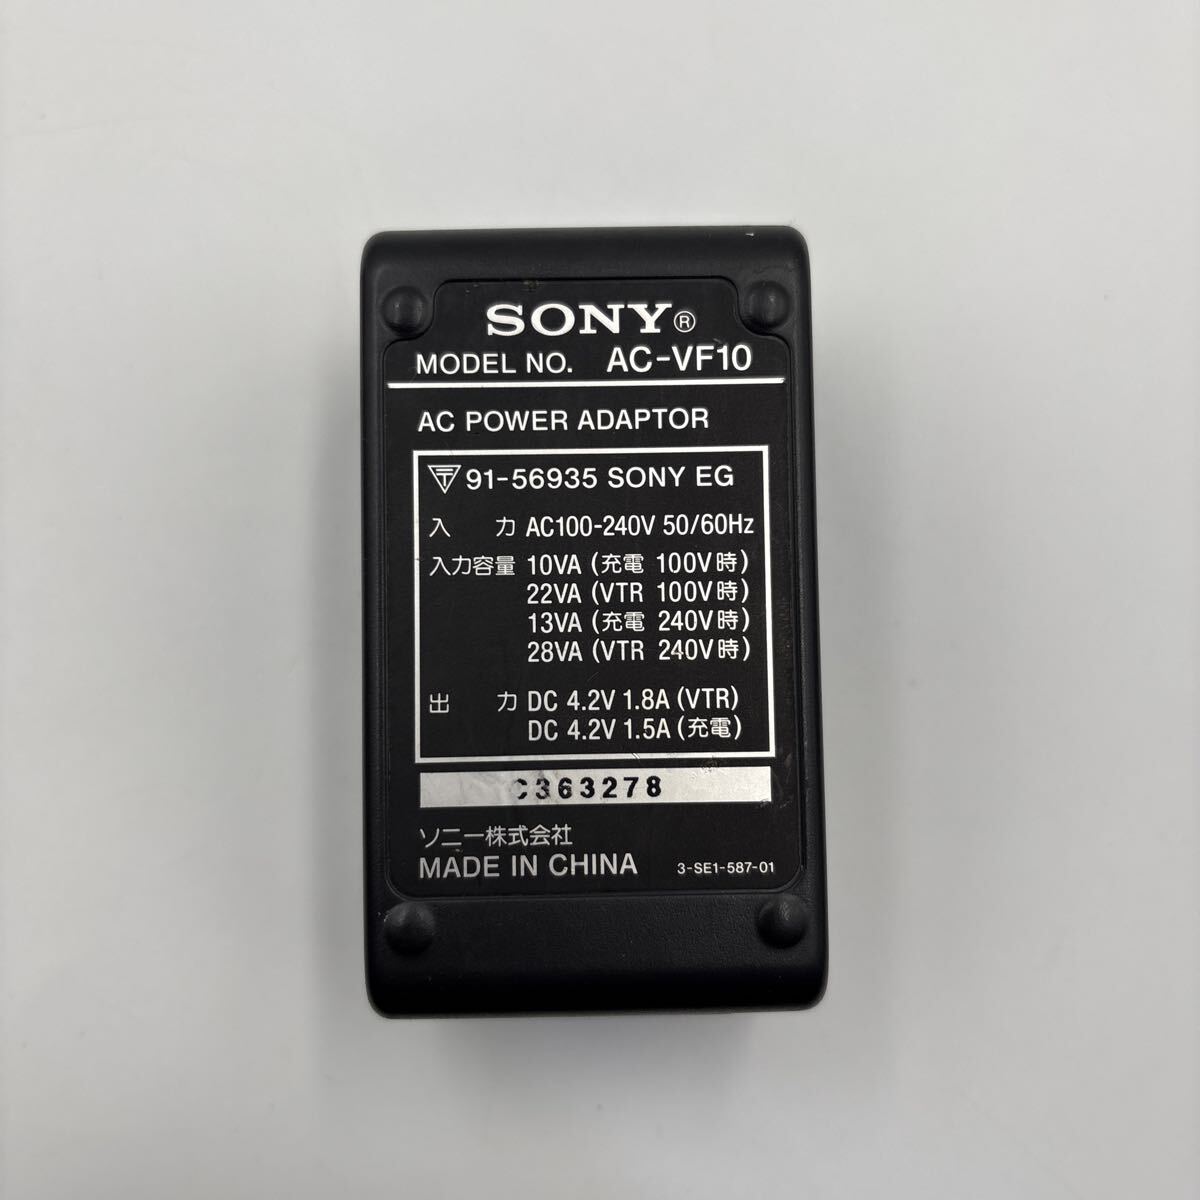 SONY®
MODEL NO. AC-VF10
AC POWER ADAPTOR
91-56935 SONY EG
入力 AC100-240V 50/60Hz
入力容量 10VA (充電 100V時)
22VA (VTR 100V時)
13VA (充電 240V時)
28VA (VTR 240V時)
出力 DC 4.2V 1.8A (VTR)
DC 4.2V 1.5A (充電)
C363278
ソニー株式会社
MADE IN CHINA 3-SE1-587-01